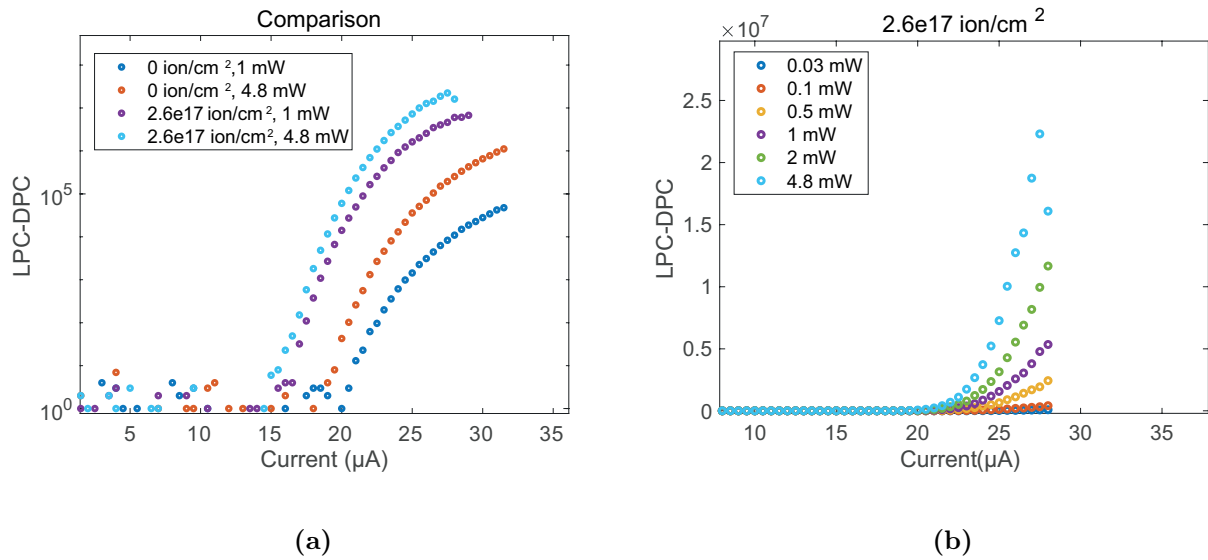 Comparison
0 ion/cm ²,1 mW
0 ion/cm ², 4.8 mW
2.6e17 ion/cm², 1 mW
2.6e17 ion/cm², 4.8 mW
10⁵
10⁰
LPC-DPC
5 10 15 20 25 30 35
Current (µA)
(a)
2.6e17 ion/cm ²
×10⁷
0.03 mW
0.1 mW
0.5 mW
1 mW
2 mW
4.8 mW
2.5
2
1.5
1
0.5
0
LPC-DPC
10 15 20 25 30 35
Current(µA)
(b)